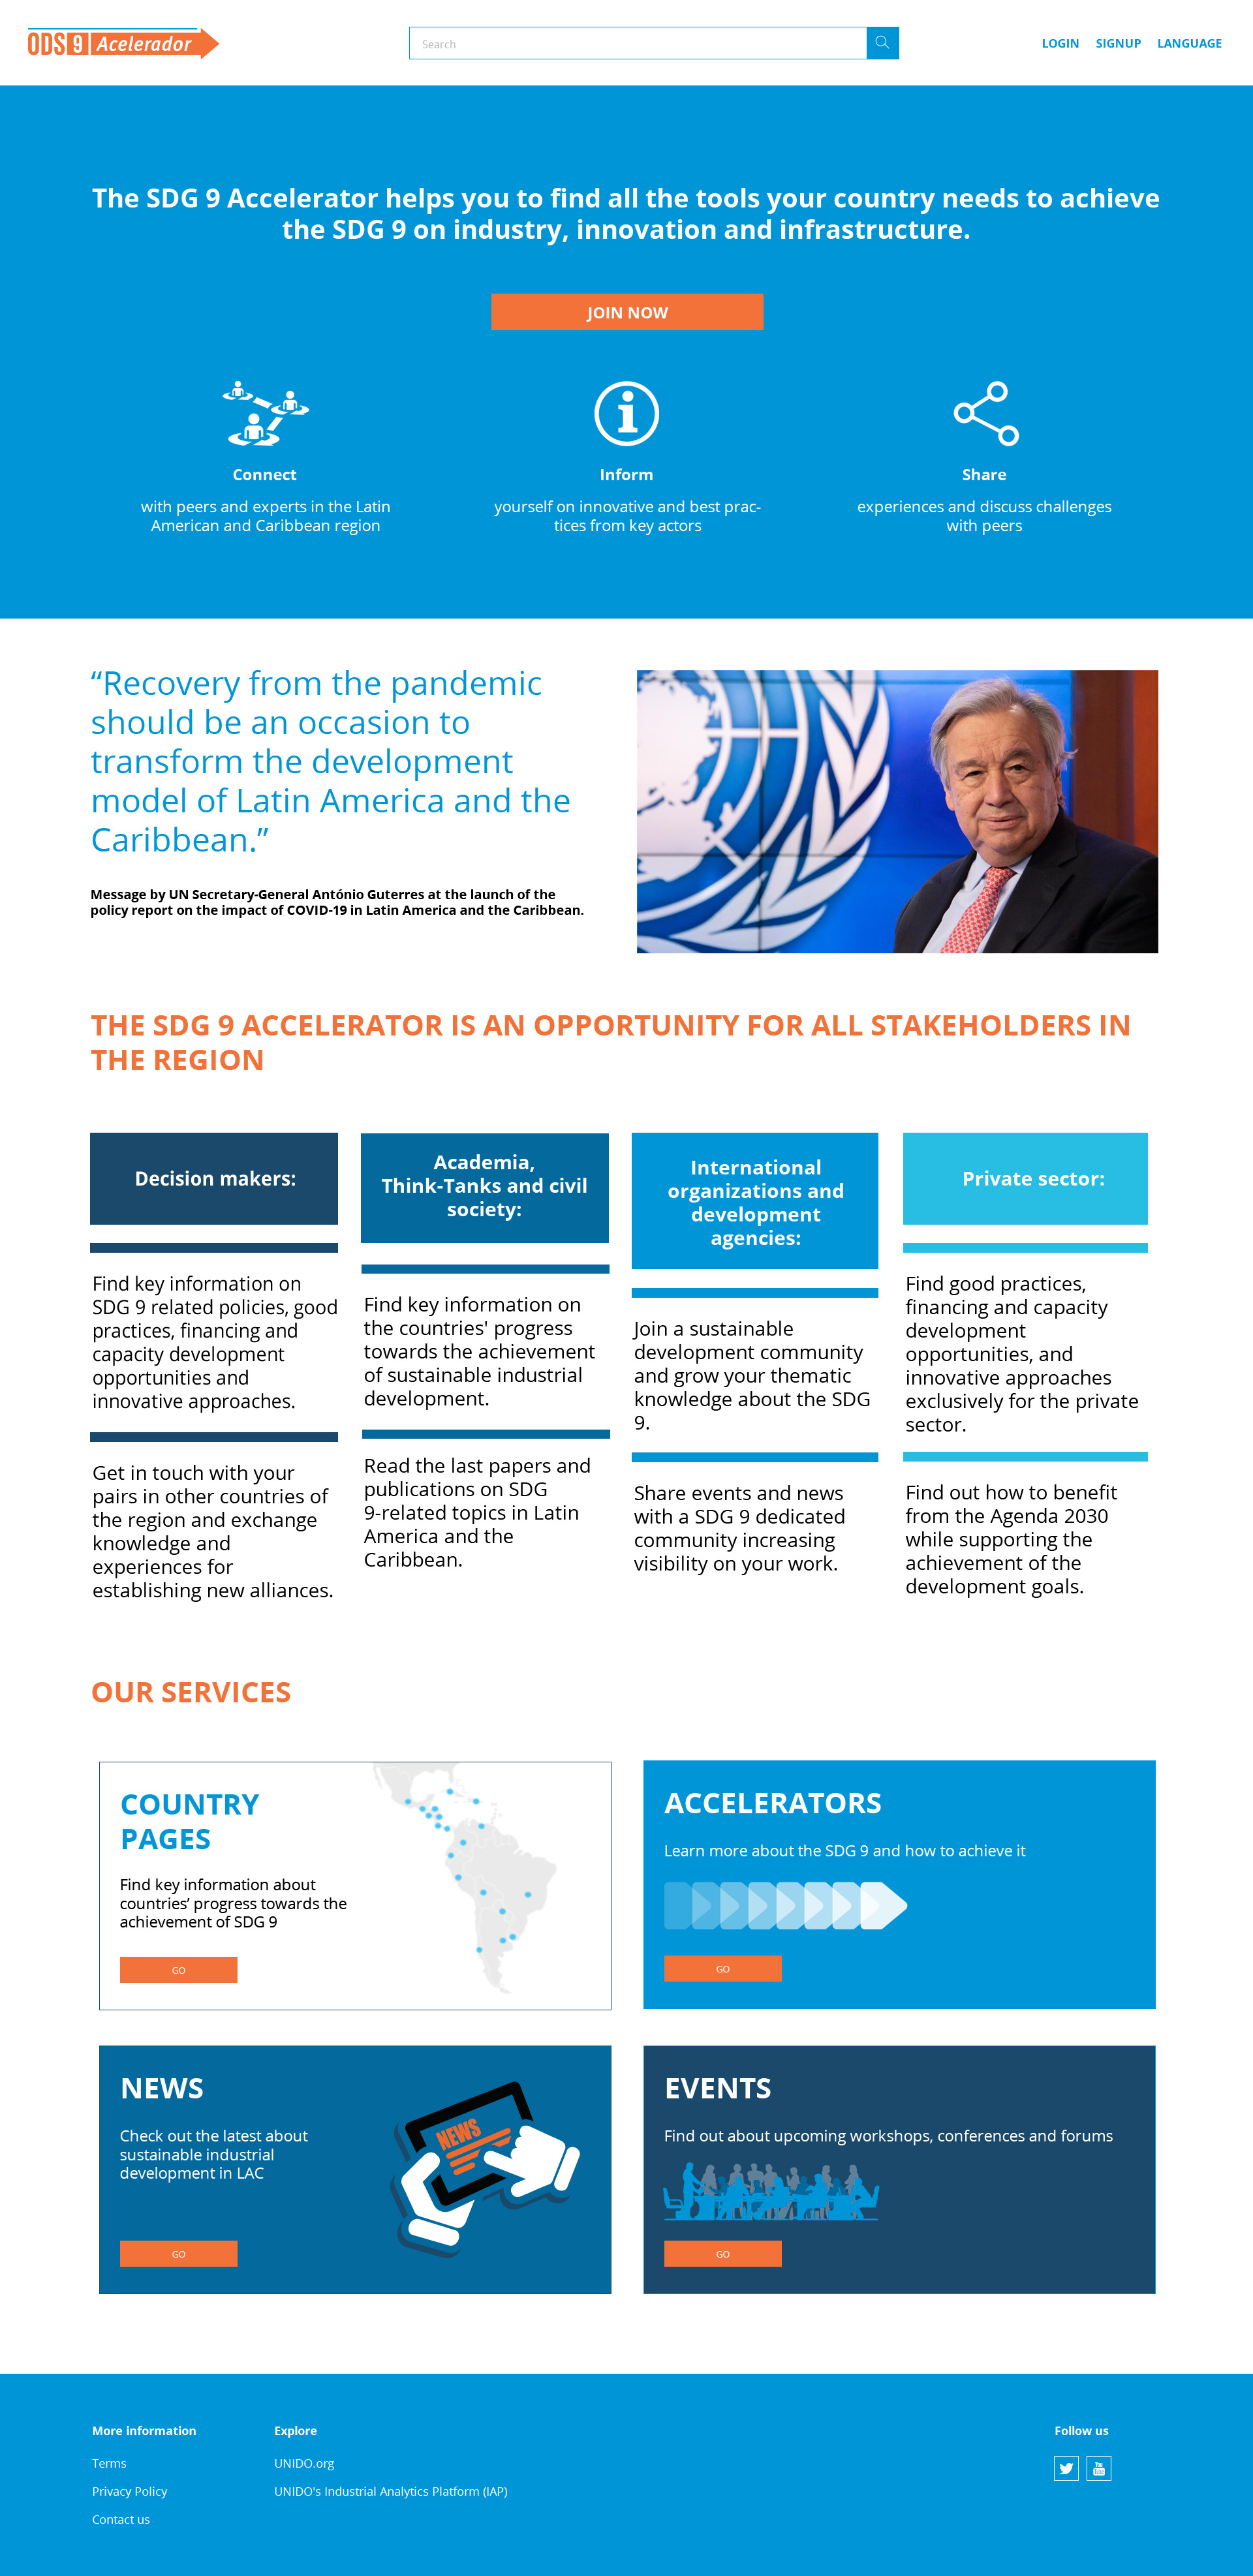 ODS 9 Acelerador
Search
LOGIN SIGNUP LANGUAGE
The SDG 9 Accelerator helps you to find all the tools your country needs to achieve
the SDG 9 on industry, innovation and infrastructure.
JOIN NOW
Connect
with peers and experts in the Latin
American and Caribbean region
Inform
yourself on innovative and best prac-
tices from key actors
Share
experiences and discuss challenges
with peers
“Recovery from the pandemic
should be an occasion to
transform the development
model of Latin America and the
Caribbean.”
Message by UN Secretary-General António Guterres at the launch of the
policy report on the impact of COVID-19 in Latin America and the Caribbean.
THE SDG 9 ACCELERATOR IS AN OPPORTUNITY FOR ALL STAKEHOLDERS IN
THE REGION
Decision makers:
Find key information on
SDG 9 related policies, good
practices, financing and
capacity development
opportunities and
innovative approaches.
Get in touch with your
pairs in other countries of
the region and exchange
knowledge and
experiences for
establishing new alliances.
Academia,
Think-Tanks and civil
society:
Find key information on
the countries' progress
towards the achievement
of sustainable industrial
development.
Read the last papers and
publications on SDG
9-related topics in Latin
America and the
Caribbean.
International
organizations and
development
agencies:
Join a sustainable
development community
and grow your thematic
knowledge about the SDG
9.
Share events and news
with a SDG 9 dedicated
community increasing
visibility on your work.
Private sector:
Find good practices,
financing and capacity
development
opportunities, and
innovative approaches
exclusively for the private
sector.
Find out how to benefit
from the Agenda 2030
while supporting the
achievement of the
development goals.
OUR SERVICES
COUNTRY
PAGES
Find key information about
countries’ progress towards the
achievement of SDG 9
GO
ACCELERATORS
Learn more about the SDG 9 and how to achieve it
GO
NEWS
Check out the latest about
sustainable industrial
development in LAC
NEWS
GO
EVENTS
Find out about upcoming workshops, conferences and forums
GO
More information
Terms
Privacy Policy
Contact us
Explore
UNIDO.org
UNIDO's Industrial Analytics Platform (IAP)
Follow us
You
Tube